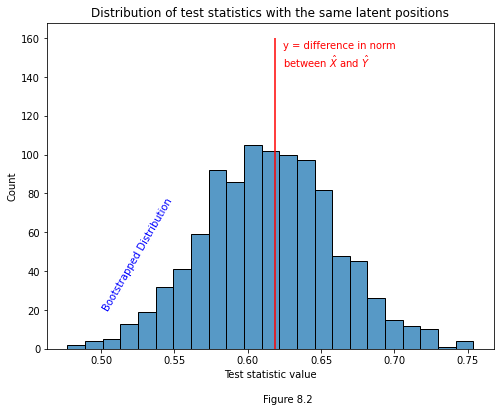 Distribution of test statistics with the same latent positions
160
140
120
100
80
60
40
20
0
Count
y = difference in norm
between X̂ and Ŷ
Bootstrapped Distribution
0.50 0.55 0.60 0.65 0.70 0.75
Test statistic value
Figure 8.2